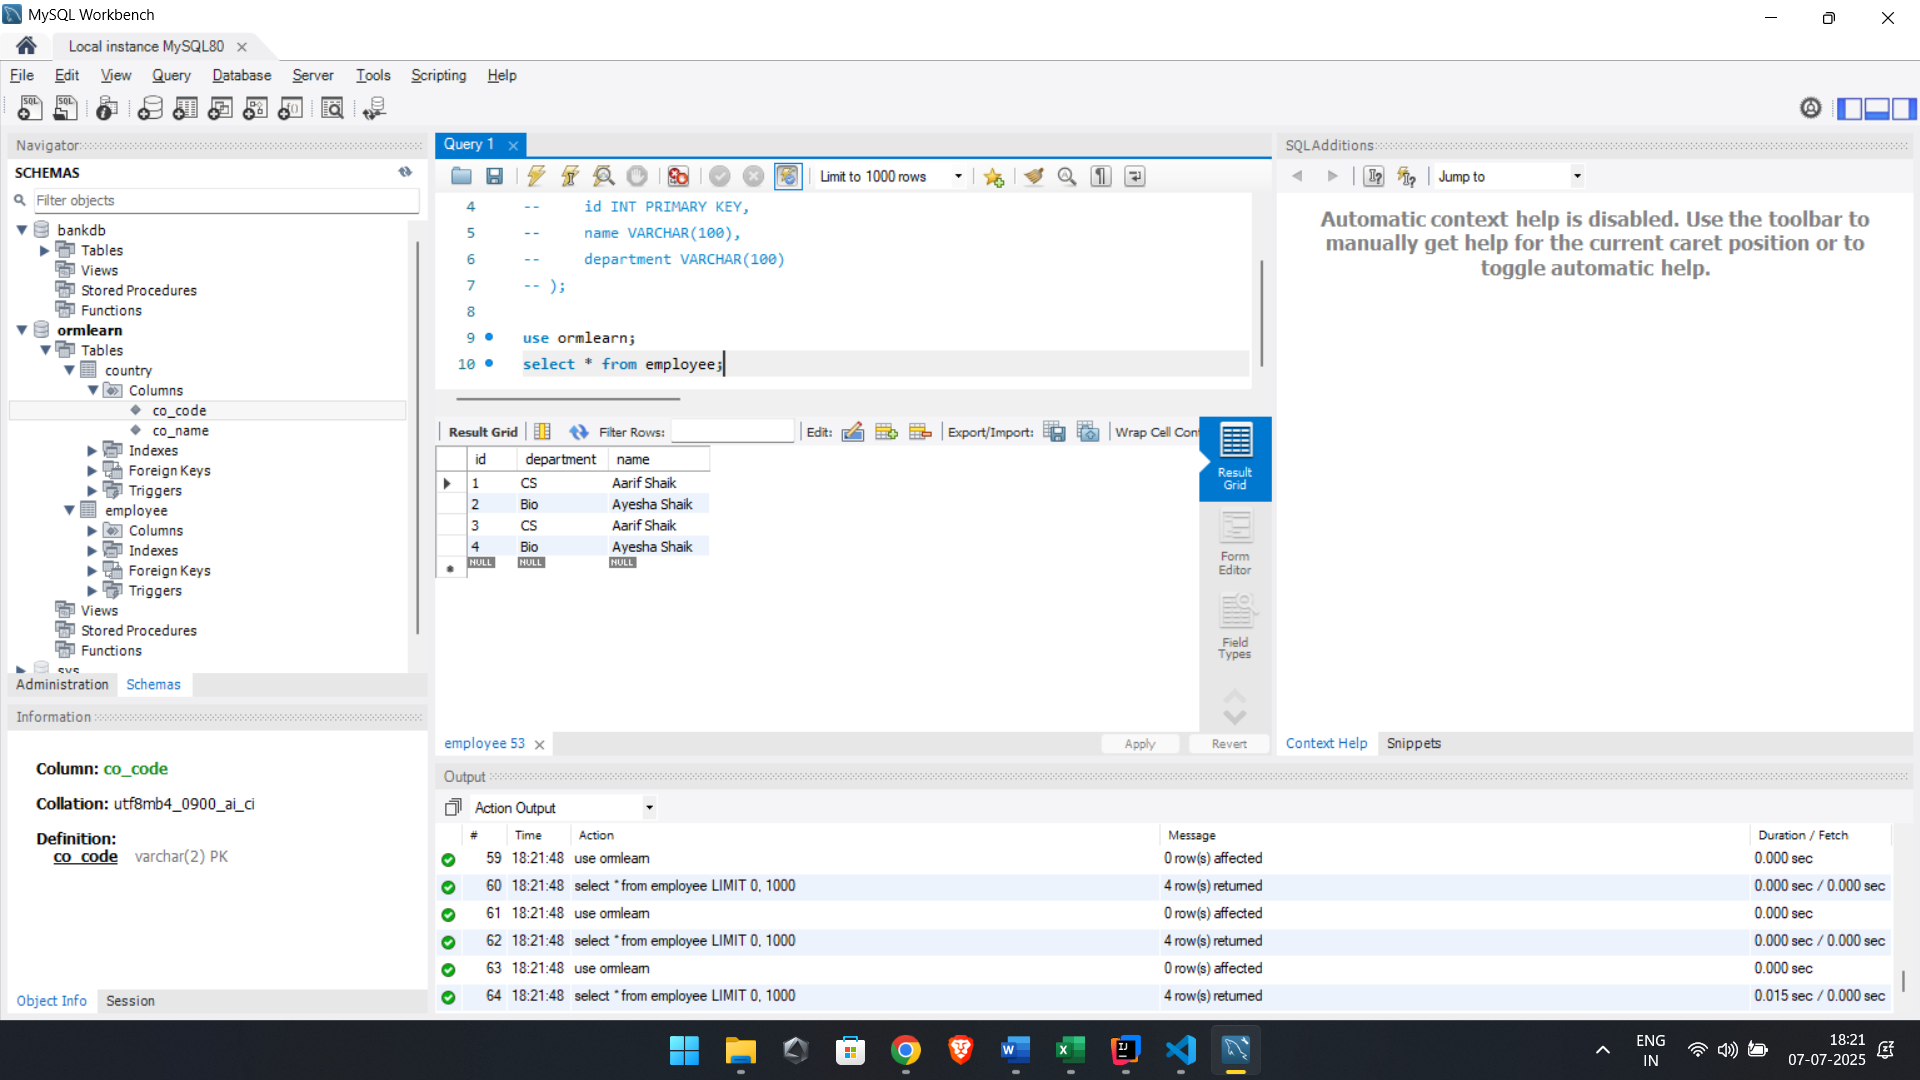 MySQL Workbench
Local instance MySQL80
File Edit View Query Database Server Tools Scripting Help
Navigator
SCHEMAS
Filter objects
bankdb
Tables
Views
Stored Procedures
Functions
ormlearn
Tables
country
Columns
co_code
co_name
Indexes
Foreign Keys
Triggers
employee
Columns
Indexes
Foreign Keys
Triggers
Views
Stored Procedures
Functions
sys
Administration Schemas
Information
Column: co_code
Collation: utf8mb4_0900_ai_ci
Definition:
co_code varchar(2) PK
Object Info Session
Query 1
Limit to 1000 rows
4 -- id INT PRIMARY KEY,
5 -- name VARCHAR(100),
6 -- department VARCHAR(100)
7 -- );
8
9 use ormlearn;
10 select * from employee;
Result Grid Filter Rows: Edit: Export/Import: Wrap Cell Cont
id department name
1 CS Aarif Shaik
2 Bio Ayesha Shaik
3 CS Aarif Shaik
4 Bio Ayesha Shaik
NULL NULL NULL
Result Grid
Form Editor
Field Types
employee 53
Apply Revert
SQLAdditions
Jump to
Automatic context help is disabled. Use the toolbar to
manually get help for the current caret position or to
toggle automatic help.
Context Help Snippets
Output
Action Output
# Time Action Message Duration / Fetch
59 18:21:48 use ormlearn 0 row(s) affected 0.000 sec
60 18:21:48 select * from employee LIMIT 0, 1000 4 row(s) returned 0.000 sec / 0.000 sec
61 18:21:48 use ormlearn 0 row(s) affected 0.000 sec
62 18:21:48 select * from employee LIMIT 0, 1000 4 row(s) returned 0.000 sec / 0.000 sec
63 18:21:48 use ormlearn 0 row(s) affected 0.000 sec
64 18:21:48 select * from employee LIMIT 0, 1000 4 row(s) returned 0.015 sec / 0.000 sec
ENG
IN
18:21
07-07-2025